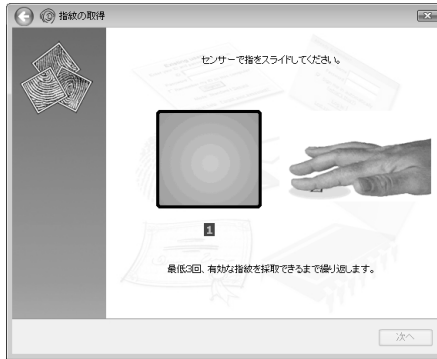 指紋の取得
センサーで指をスライドしてください。
1
最低3回、有効な指紋を採取できるまで繰り返します。
次へ